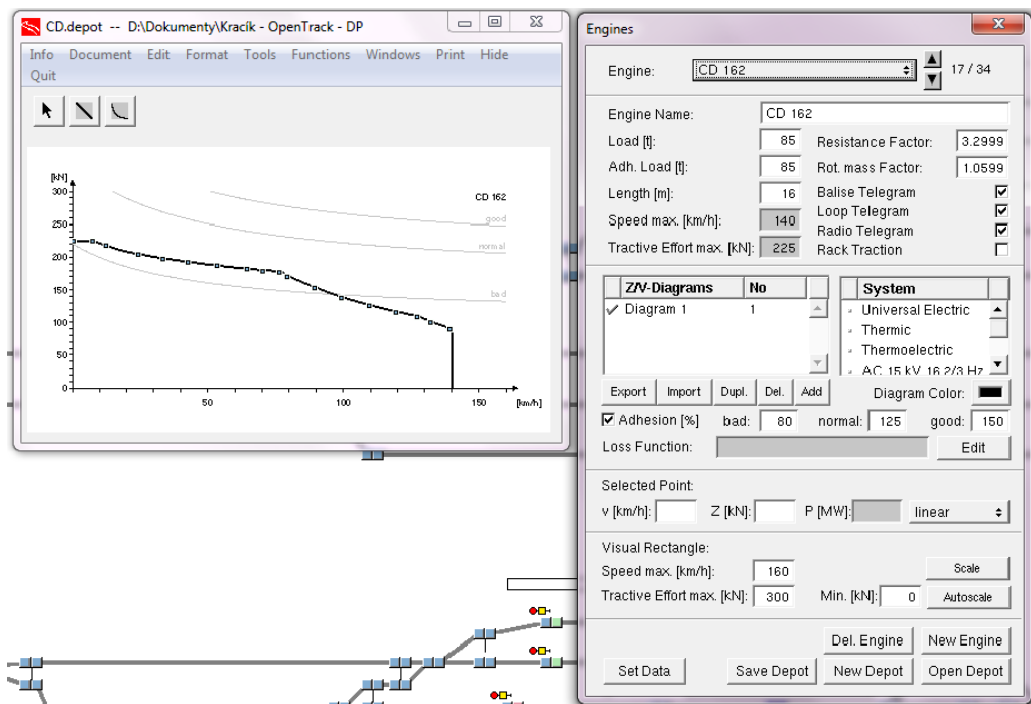 CD.depot -- D:\Dokumenty\Kracík - OpenTrack - DP
Info Document Edit Format Tools Functions Windows Print Hide
Quit
[kN]
300
250
200
150
100
50
0
50 100 150 [km/h]
CD 162
good
normal
bad
Engines
Engine: CD 162 17 / 34
Engine Name: CD 162
Load [t]: 85 Resistance Factor: 3.2999
Adh. Load [t]: 85 Rot. mass Factor: 1.0599
Length [m]: 16 Balise Telegram
Speed max. [km/h]: 140 Loop Telegram
Radio Telegram
Tractive Effort max. [kN]: 225 Rack Traction
Z/V-Diagrams No System
Diagram 1 1 Universal Electric
Thermic
Thermoelectric
AC 15 kV 16 2/3 Hz
Export Import Dupl. Del. Add Diagram Color:
Adhesion [%] bad: 80 normal: 125 good: 150
Loss Function: Edit
Selected Point:
v [km/h]: Z [kN]: P [MW]: linear
Visual Rectangle:
Speed max. [km/h]: 160 Scale
Tractive Effort max. [kN]: 300 Min. [kN]: 0 Autoscale
Del. Engine New Engine
Set Data Save Depot New Depot Open Depot